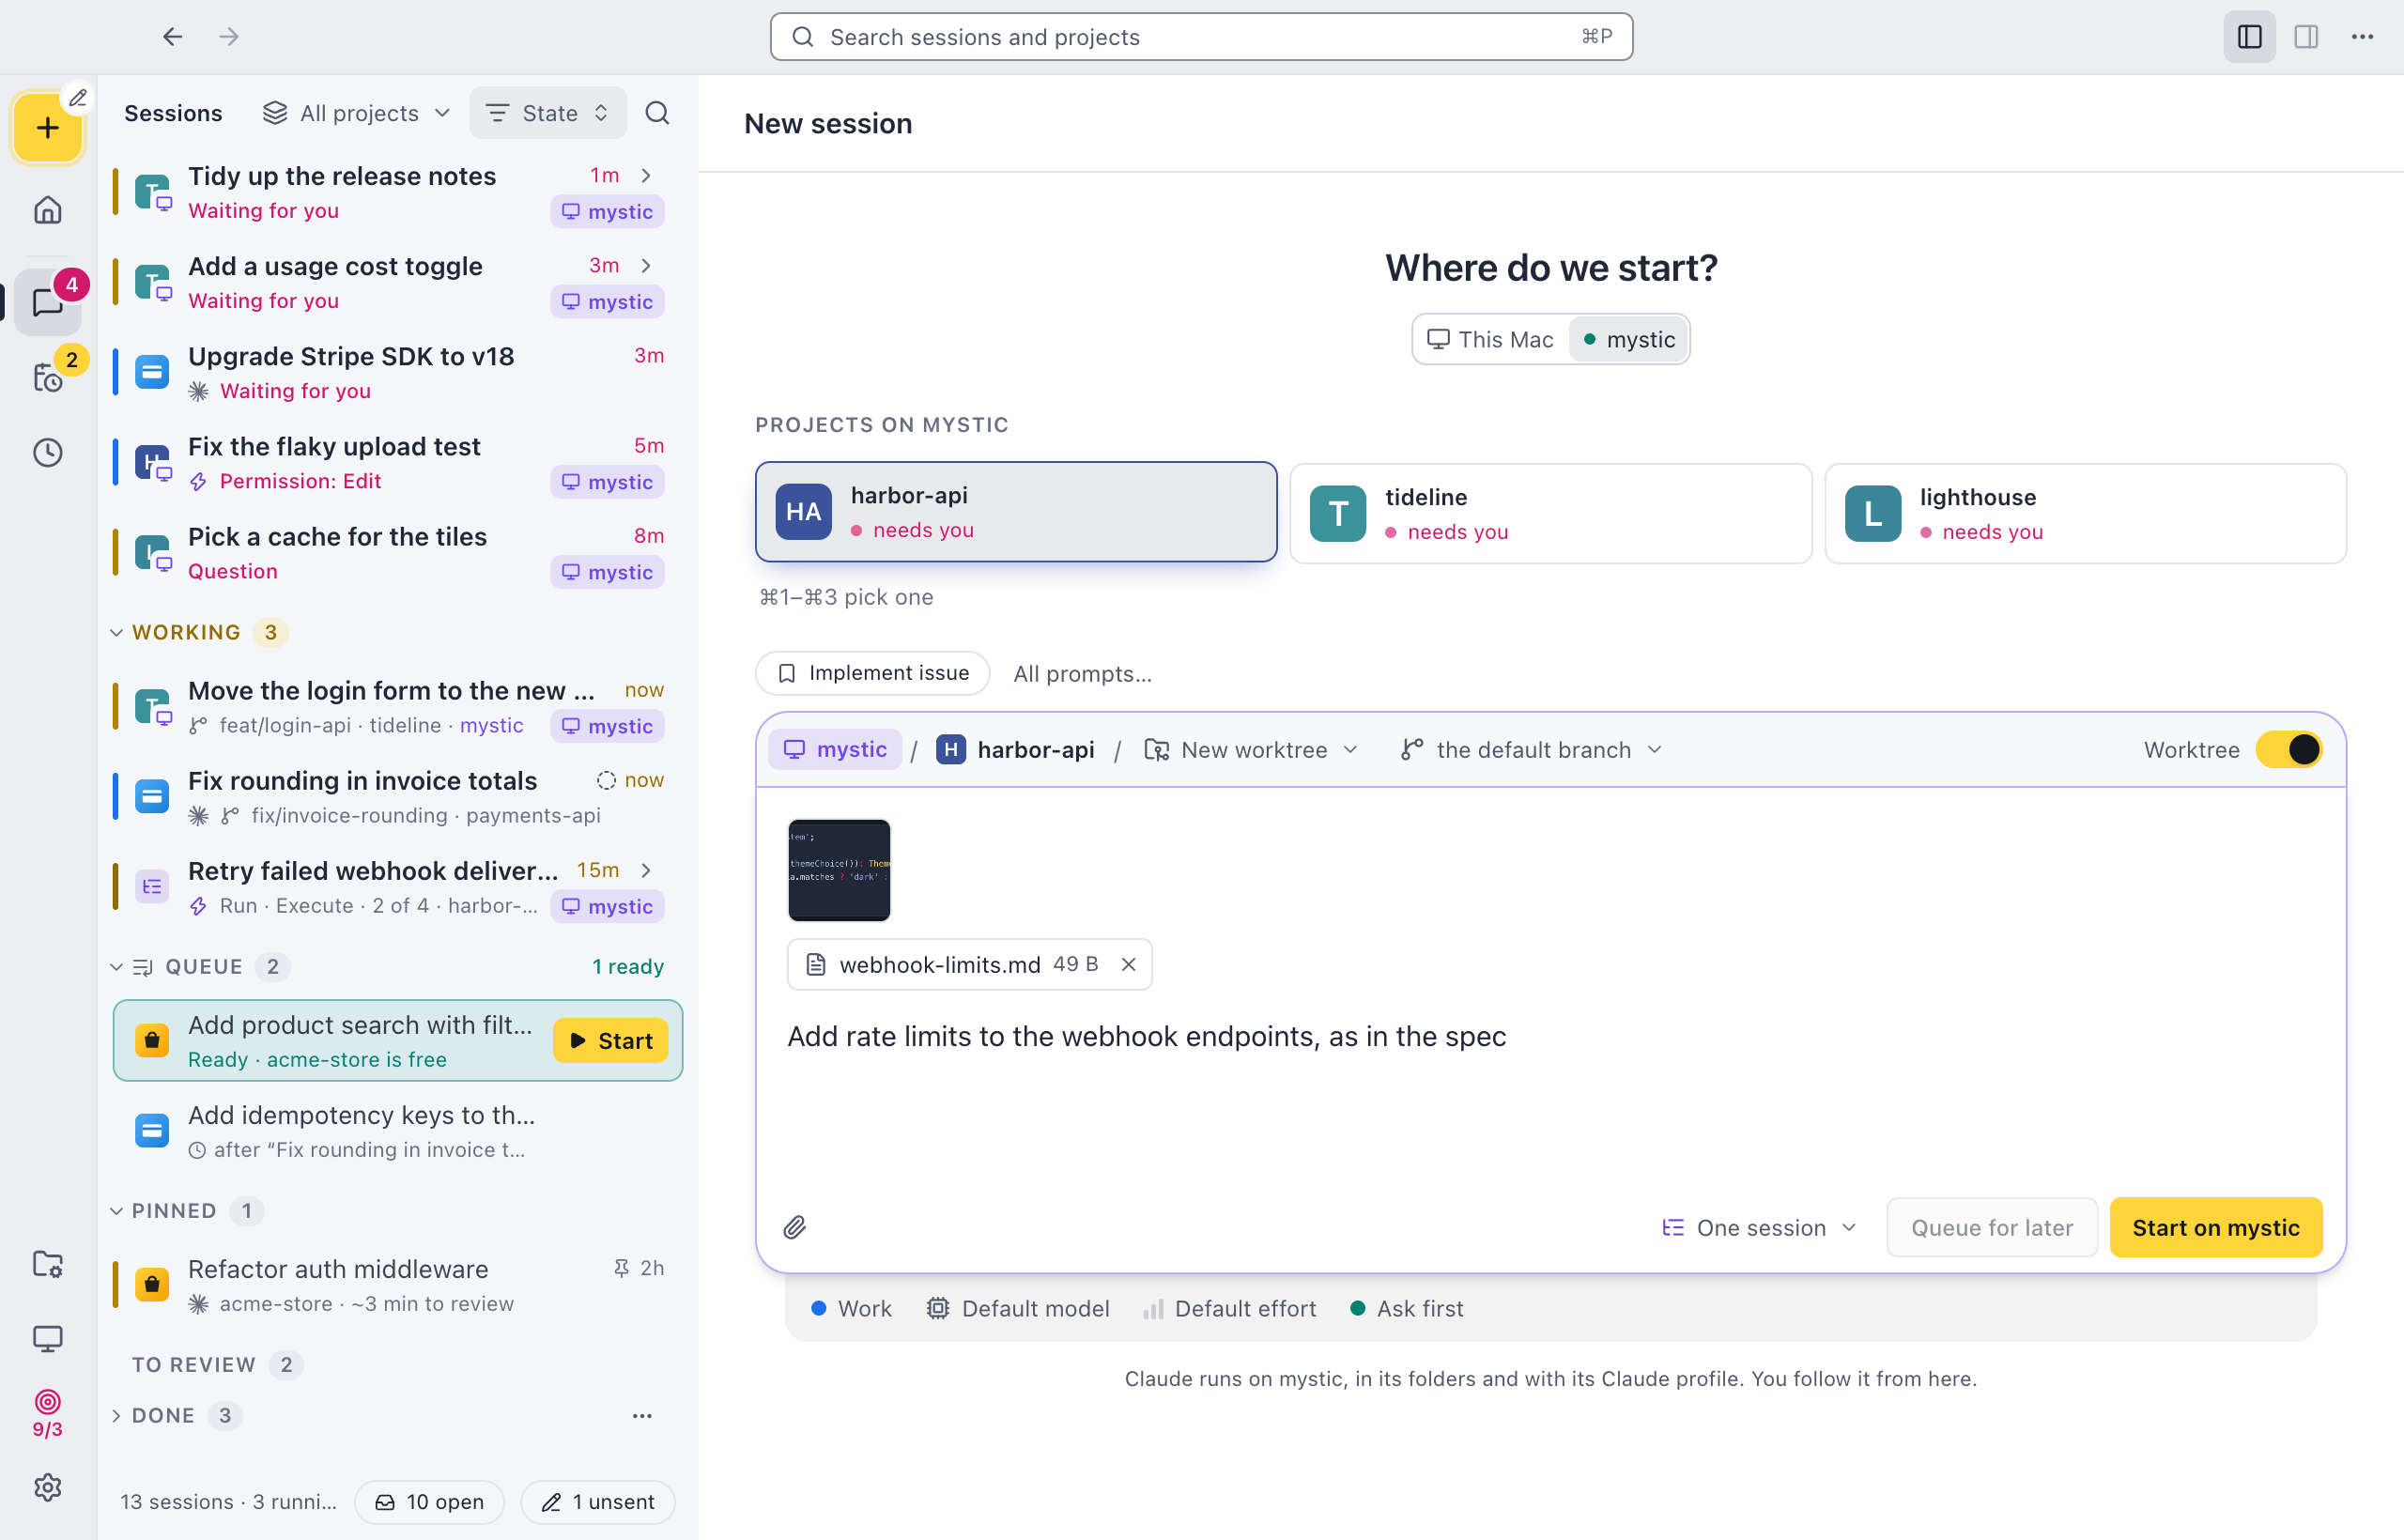 Search sessions and projects
⌘P
Sessions
All projects
State
4
2
9/3
Tidy up the release notes
1m
Waiting for you
mystic
Add a usage cost toggle
3m
Waiting for you
mystic
Upgrade Stripe SDK to v18
3m
Waiting for you
Fix the flaky upload test
5m
Permission: Edit
mystic
Pick a cache for the tiles
8m
Question
mystic
WORKING 3
Move the login form to the new ...
now
feat/login-api · tideline · mystic
mystic
Fix rounding in invoice totals
now
fix/invoice-rounding · payments-api
Retry failed webhook deliver...
15m
Run · Execute · 2 of 4 · harbor-...
mystic
QUEUE 2
1 ready
Add product search with filt...
Ready · acme-store is free
Start
Add idempotency keys to th...
after “Fix rounding in invoice t...
PINNED 1
Refactor auth middleware
2h
acme-store · ~3 min to review
TO REVIEW 2
DONE 3
13 sessions · 3 runni...
10 open
1 unsent
New session
Where do we start?
This Mac
mystic
PROJECTS ON MYSTIC
HA
harbor-api
needs you
T
tideline
needs you
L
lighthouse
needs you
⌘1–⌘3 pick one
Implement issue
All prompts...
mystic / H harbor-api / New worktree
the default branch
Worktree
tem';
themeChoice()): Theme
a.matches ? 'dark' :
webhook-limits.md 49 B
Add rate limits to the webhook endpoints, as in the spec
One session
Queue for later
Start on mystic
Work
Default model
Default effort
Ask first
Claude runs on mystic, in its folders and with its Claude profile. You follow it from here.